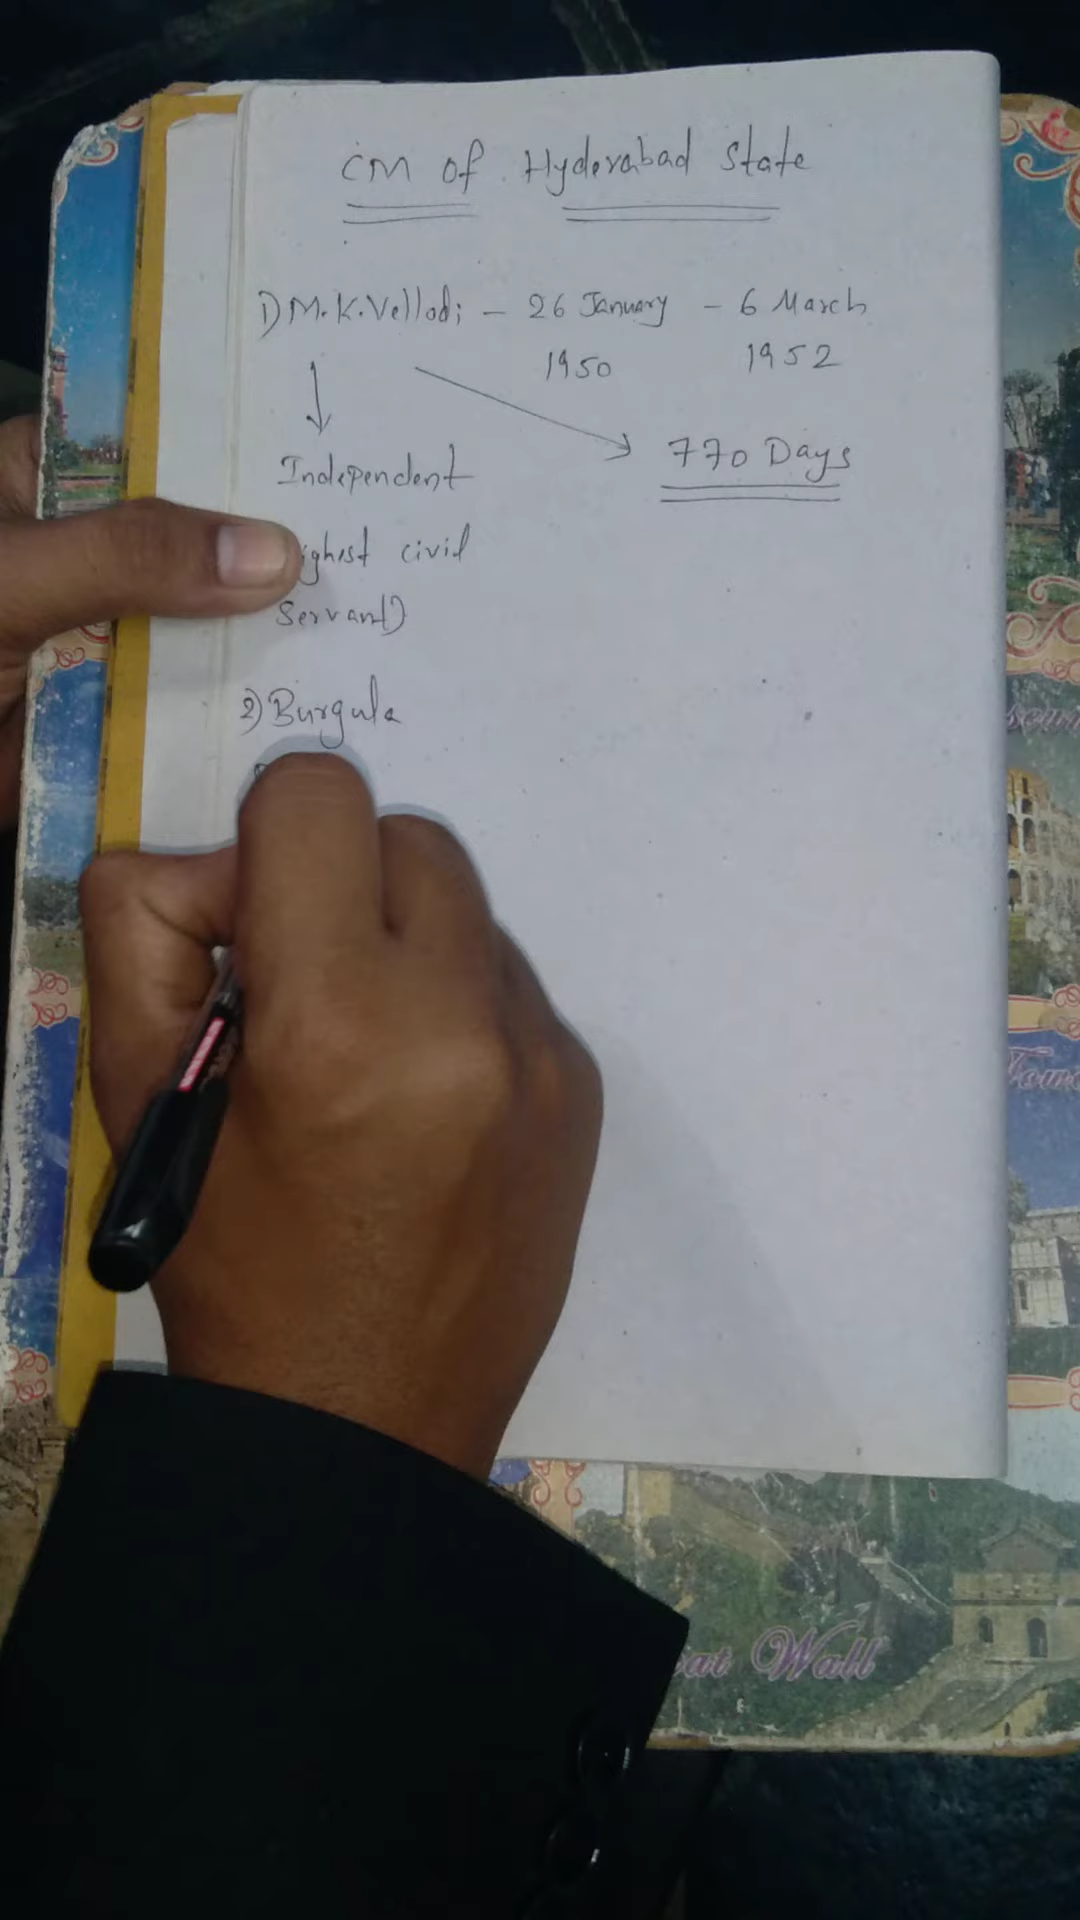 CM of Hyderabad State
1) M.K. Vellodi – 26 January – 6 March
1950 1952
770 Days
Independent
civil
Servant)
2) Burgula
Wall